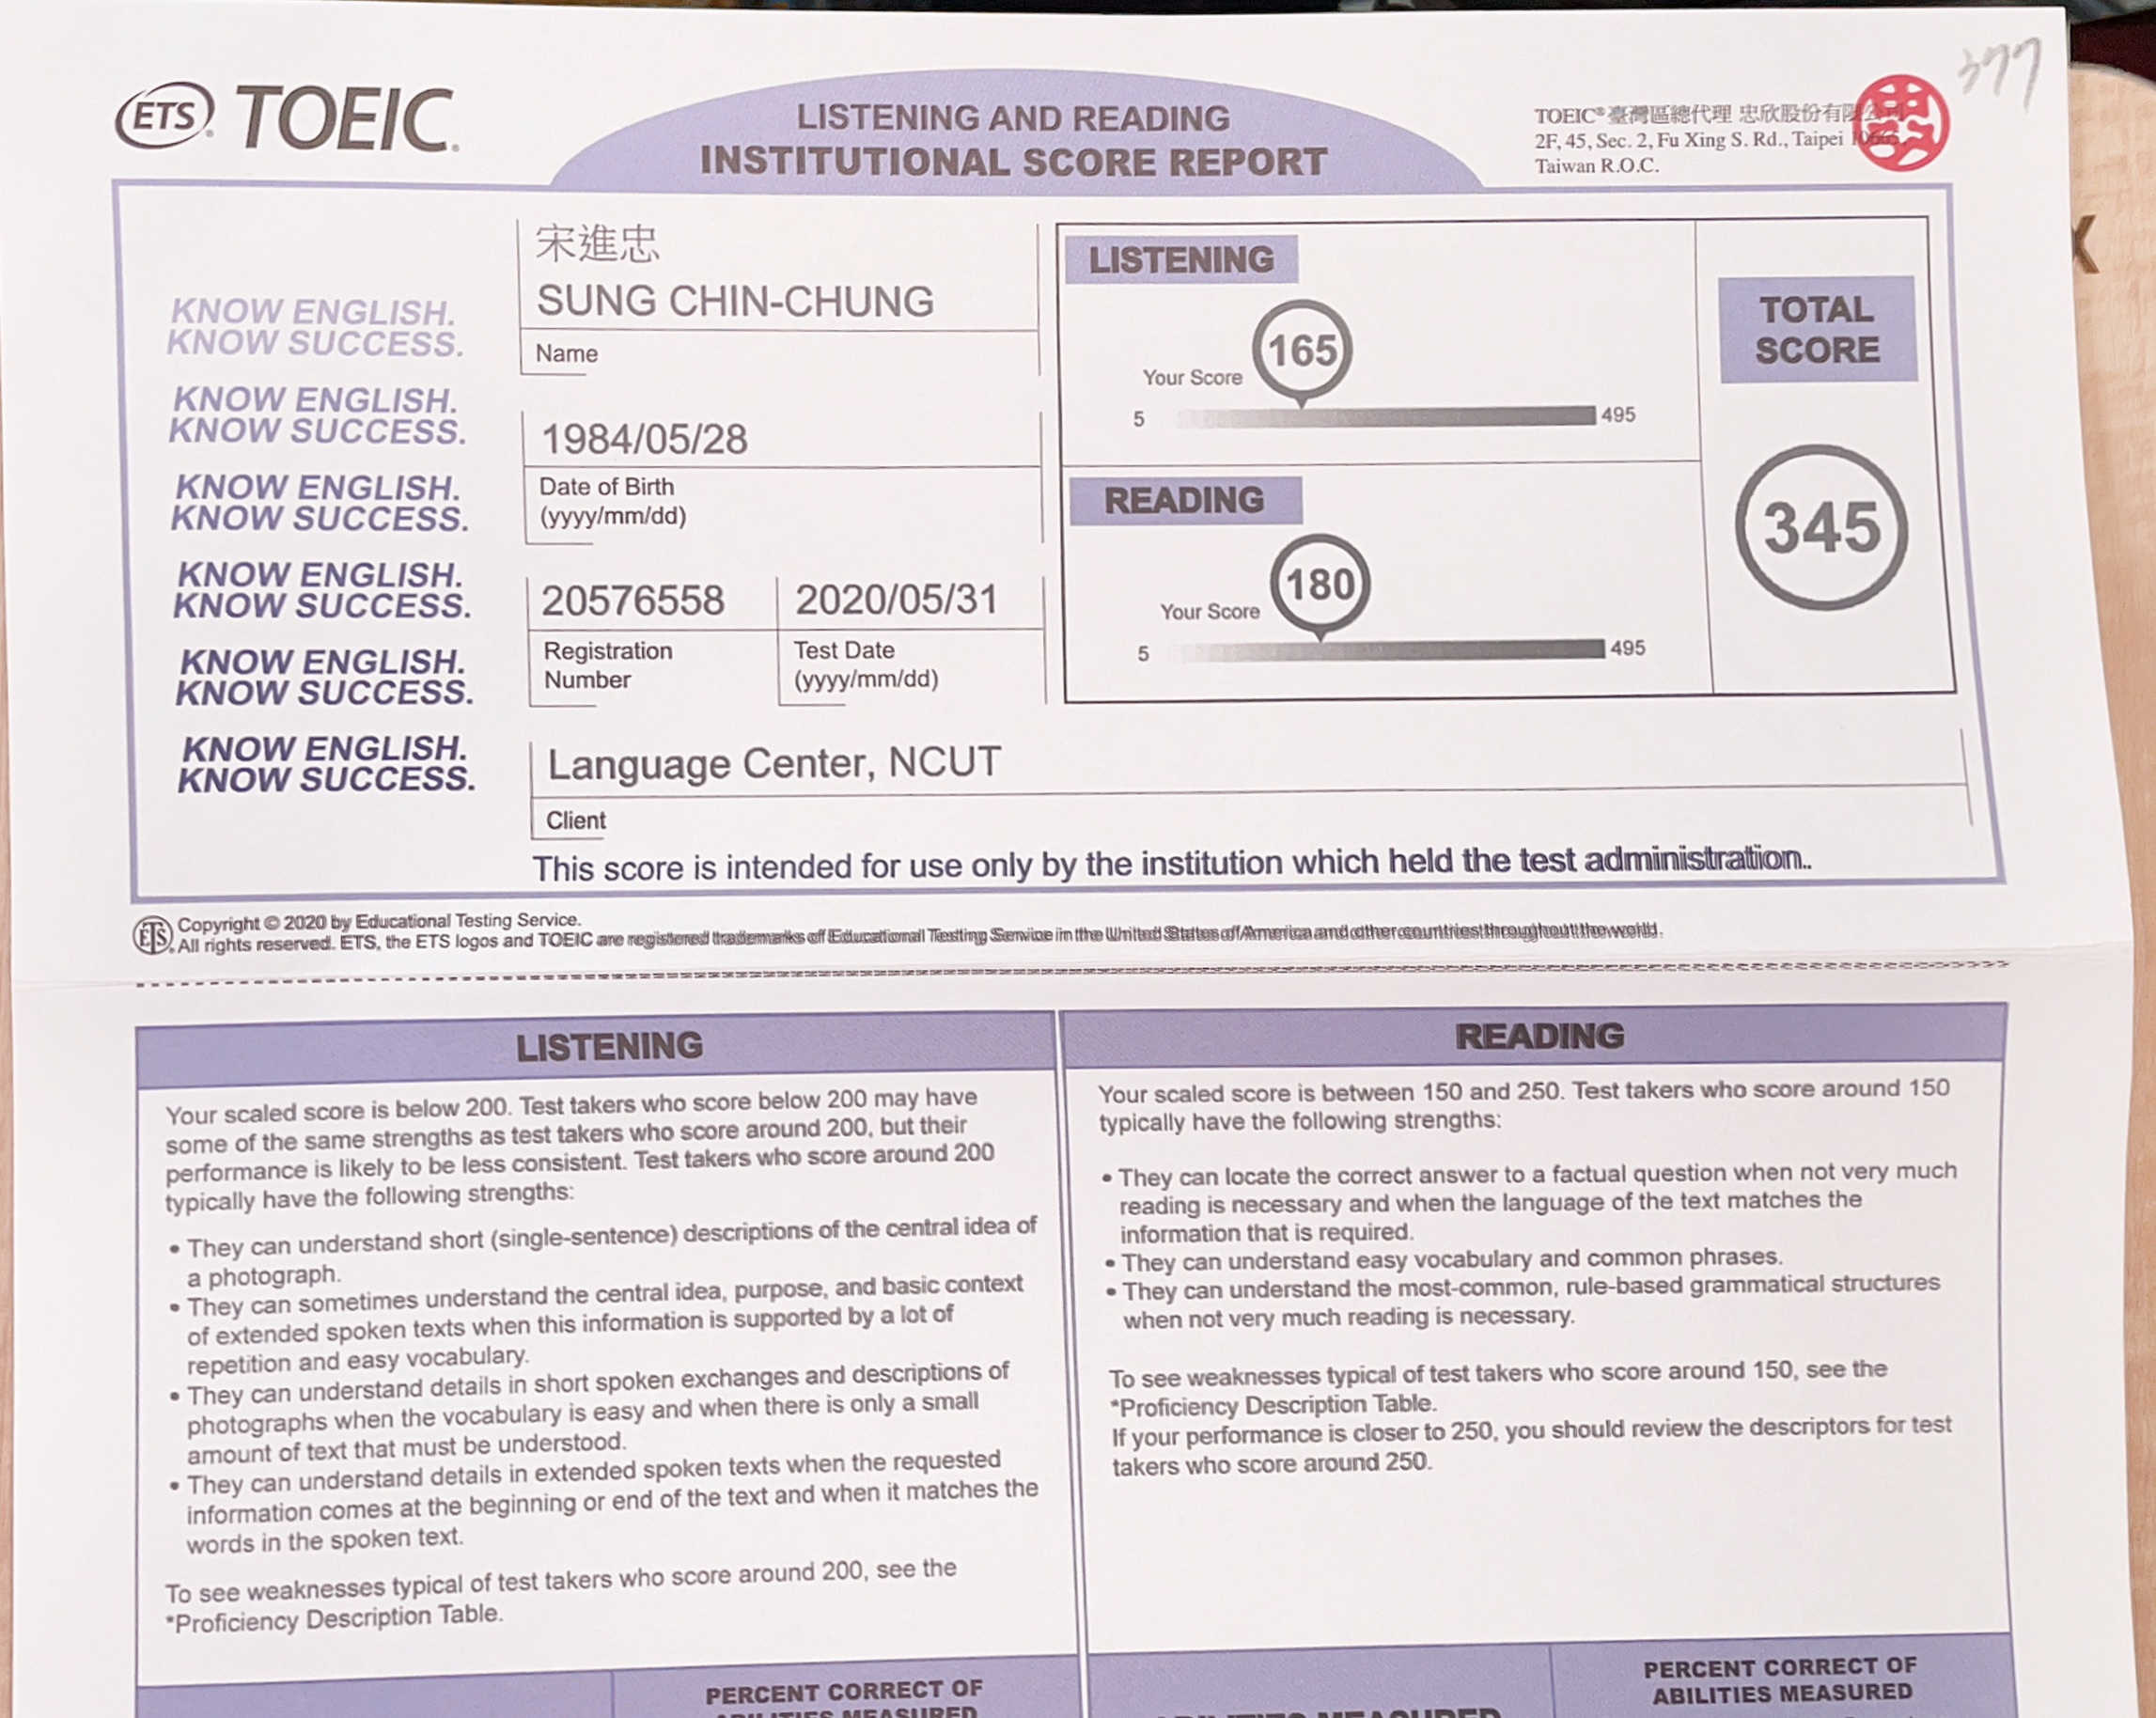 ETS TOEIC®
LISTENING AND READING
INSTITUTIONAL SCORE REPORT
TOEIC® 臺灣區總代理 忠欣股份有限公司
2F, 45, Sec. 2, Fu Xing S. Rd., Taipei
Taiwan R.O.C.
377
KNOW ENGLISH.
KNOW SUCCESS.
KNOW ENGLISH.
KNOW SUCCESS.
KNOW ENGLISH.
KNOW SUCCESS.
KNOW ENGLISH.
KNOW SUCCESS.
KNOW ENGLISH.
KNOW SUCCESS.
KNOW ENGLISH.
KNOW SUCCESS.
宋進忠
SUNG CHIN-CHUNG
Name
1984/05/28
Date of Birth
(yyyy/mm/dd)
20576558
Registration
Number
2020/05/31
Test Date
(yyyy/mm/dd)
Language Center, NCUT
Client
LISTENING
165
Your Score
5 495
READING
180
Your Score
5 495
TOTAL
SCORE
345
This score is intended for use only by the institution which held the test administration.
ETS® Copyright © 2020 by Educational Testing Service.
All rights reserved. ETS, the ETS logos and TOEIC are registered trademarks of Educational Testing Service in the United States of America and other countries throughout the world.
LISTENING
Your scaled score is below 200. Test takers who score below 200 may have
some of the same strengths as test takers who score around 200, but their
performance is likely to be less consistent. Test takers who score around 200
typically have the following strengths:
• They can understand short (single-sentence) descriptions of the central idea of
a photograph.
• They can sometimes understand the central idea, purpose, and basic context
of extended spoken texts when this information is supported by a lot of
repetition and easy vocabulary.
• They can understand details in short spoken exchanges and descriptions of
photographs when the vocabulary is easy and when there is only a small
amount of text that must be understood.
• They can understand details in extended spoken texts when the requested
information comes at the beginning or end of the text and when it matches the
words in the spoken text.
To see weaknesses typical of test takers who score around 200, see the
*Proficiency Description Table.
READING
Your scaled score is between 150 and 250. Test takers who score around 150
typically have the following strengths:
• They can locate the correct answer to a factual question when not very much
reading is necessary and when the language of the text matches the
information that is required.
• They can understand easy vocabulary and common phrases.
• They can understand the most-common, rule-based grammatical structures
when not very much reading is necessary.
To see weaknesses typical of test takers who score around 150, see the
*Proficiency Description Table.
If your performance is closer to 250, you should review the descriptors for test
takers who score around 250.
PERCENT CORRECT OF
ABILITIES MEASURED
ABILITIES MEASURED
PERCENT CORRECT OF
ABILITIES MEASURED